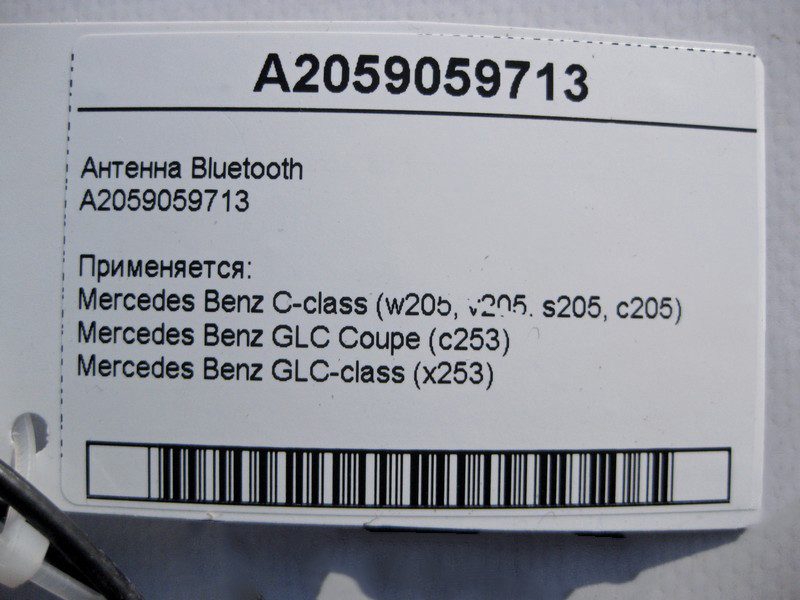 A2059059713
Антенна Bluetooth
A2059059713
Применяется:
Mercedes Benz C-class (w205, v205, s205, c205)
Mercedes Benz GLC Coupe (c253)
Mercedes Benz GLC-class (x253)